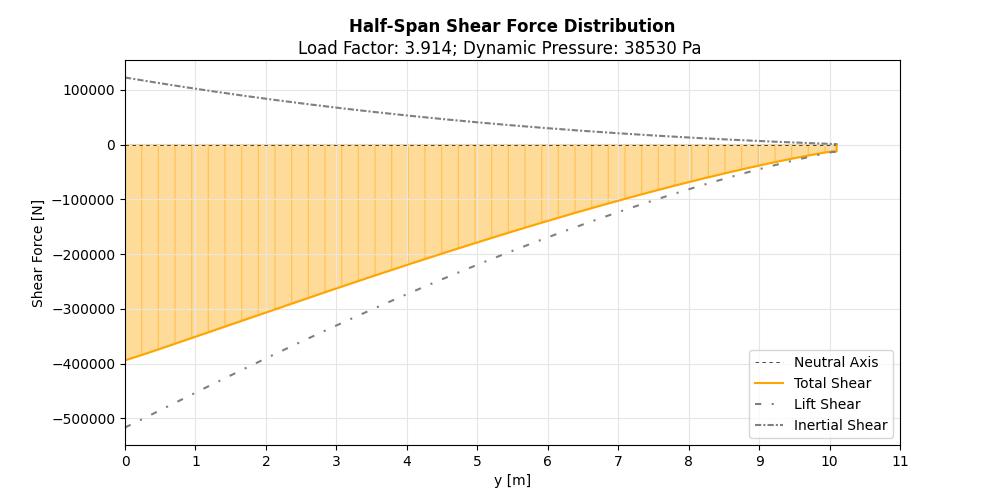 Half-Span Shear Force Distribution
Load Factor: 3.914; Dynamic Pressure: 38530 Pa
Shear Force [N]
100000
0
−100000
−200000
−300000
−400000
−500000
Neutral Axis
Total Shear
Lift Shear
Inertial Shear
0 1 2 3 4 5 6 7 8 9 10 11
y [m]